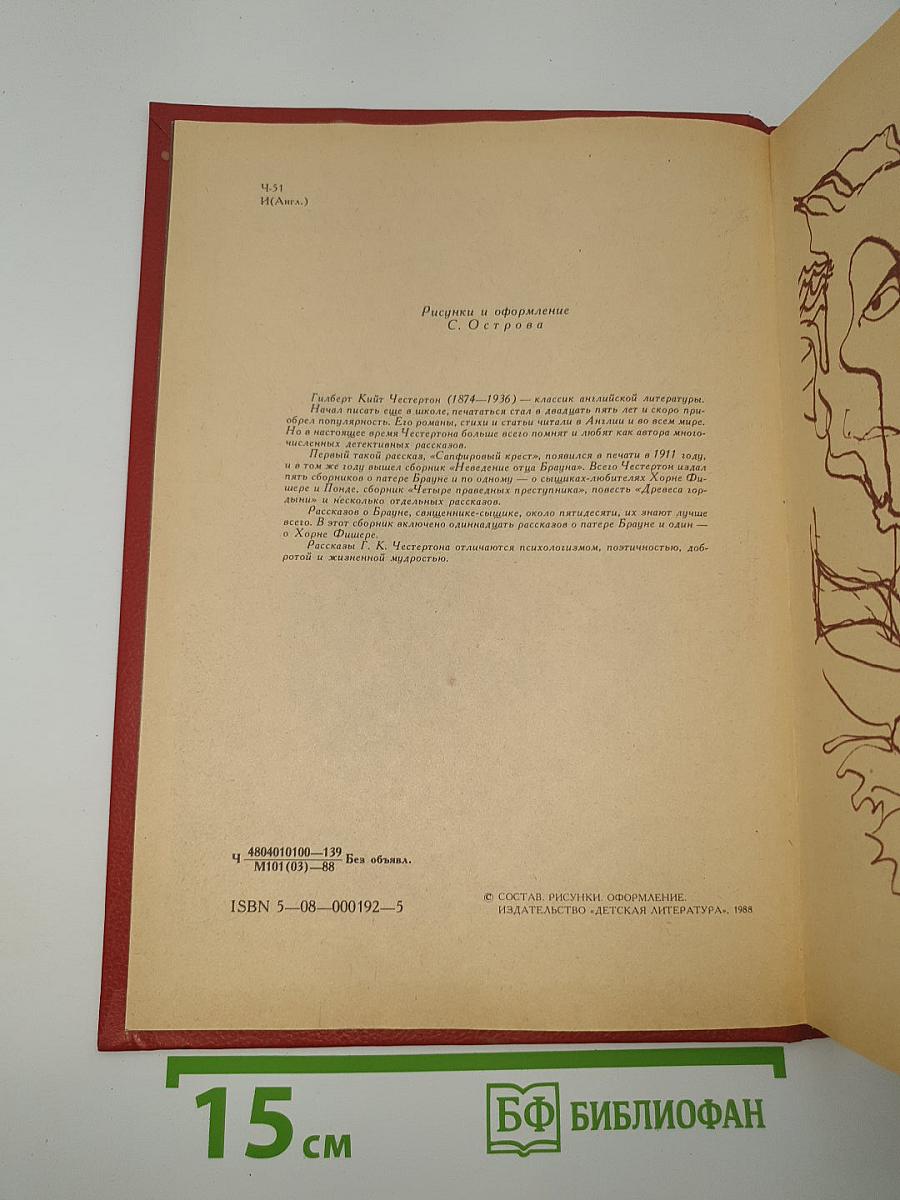 Ч-51
И(Англ.)
Рисунки и оформление
С. Острова
Гилберт Кийт Честертон (1874—1936) — классик английской литературы.
Начал писать еще в школе, печататься стал в двадцать пять лет и скоро при-
обрел популярность. Его романы, стихи и статьи читали в Англии и во всем мире.
Но в настоящее время Честертона больше всего помнят и любят как автора много-
численных детективных рассказов.
Первый такой рассказ, «Сапфировый крест», появился в печати в 1911 году,
и в том же году вышел сборник «Неведение отца Брауна». Всего Честертон издал
пять сборников о патере Брауне и по одному — о сыщиках-любителях Хорне Фи-
шере и Понде, сборник «Четыре праведных преступника», повесть «Древеса гор-
дыни» и несколько отдельных рассказов.
Рассказов о Брауне, священнике-сыщике, около пятидесяти, их знают лучше
всего. В этот сборник включено одиннадцать рассказов о патере Брауне и один —
о Хорне Фишере.
Рассказы Г. К. Честертона отличаются психологизмом, поэтичностью, доб-
ротой и жизненной мудростью.
Ч 4804010100—139 Без объявл.
М101(03)—88
ISBN 5—08—000192—5
© СОСТАВ. РИСУНКИ. ОФОРМЛЕНИЕ.
ИЗДАТЕЛЬСТВО «ДЕТСКАЯ ЛИТЕРАТУРА», 1988
15 см
БФ БИБЛИОФАН